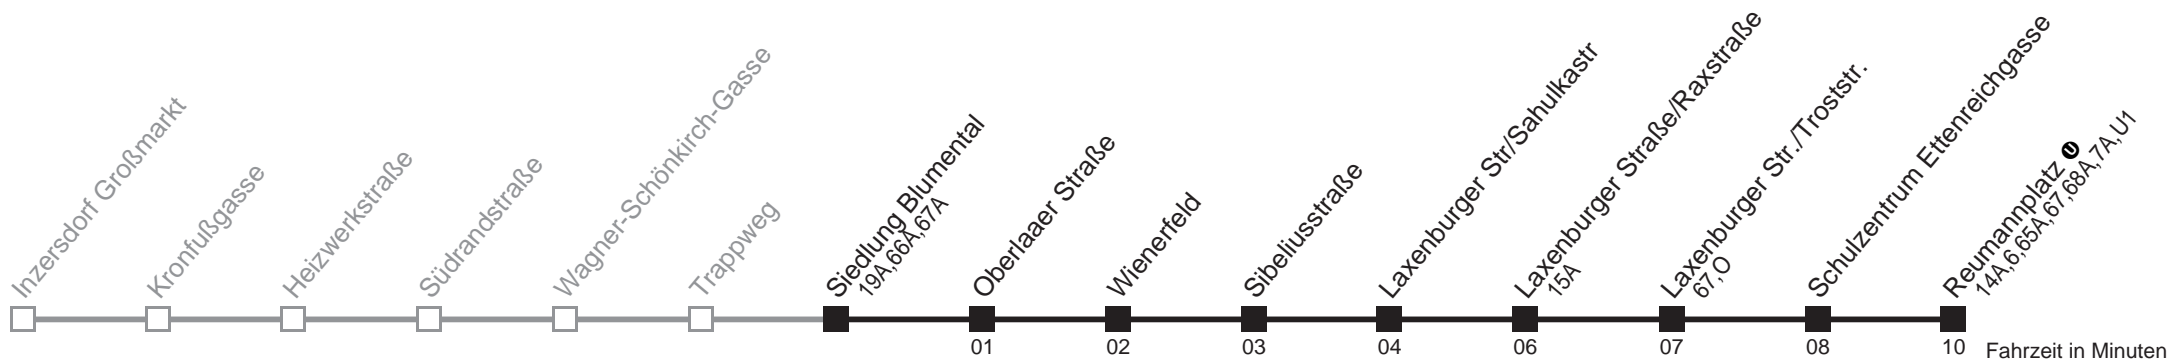 Inzersdorf Großmarkt
Kronfußgasse
Heizwerkstraße
Südrandstraße
Wagner-Schönkirch-Gasse
Trappweg
Siedlung Blumental
19A,66A,67A
Oberlaaer Straße
Wienerfeld
Sibeliusstraße
Laxenburger Str/Sahulkastr
Laxenburger Straße/Raxstraße
15A
Laxenburger Str./Troststr.
67,O
Schulzentrum Ettenreichgasse
Reumannplatz U
14A,6,65A,67,68A,7A,U1
01 02 03 04 06 07 08 10 Fahrzeit in Minuten